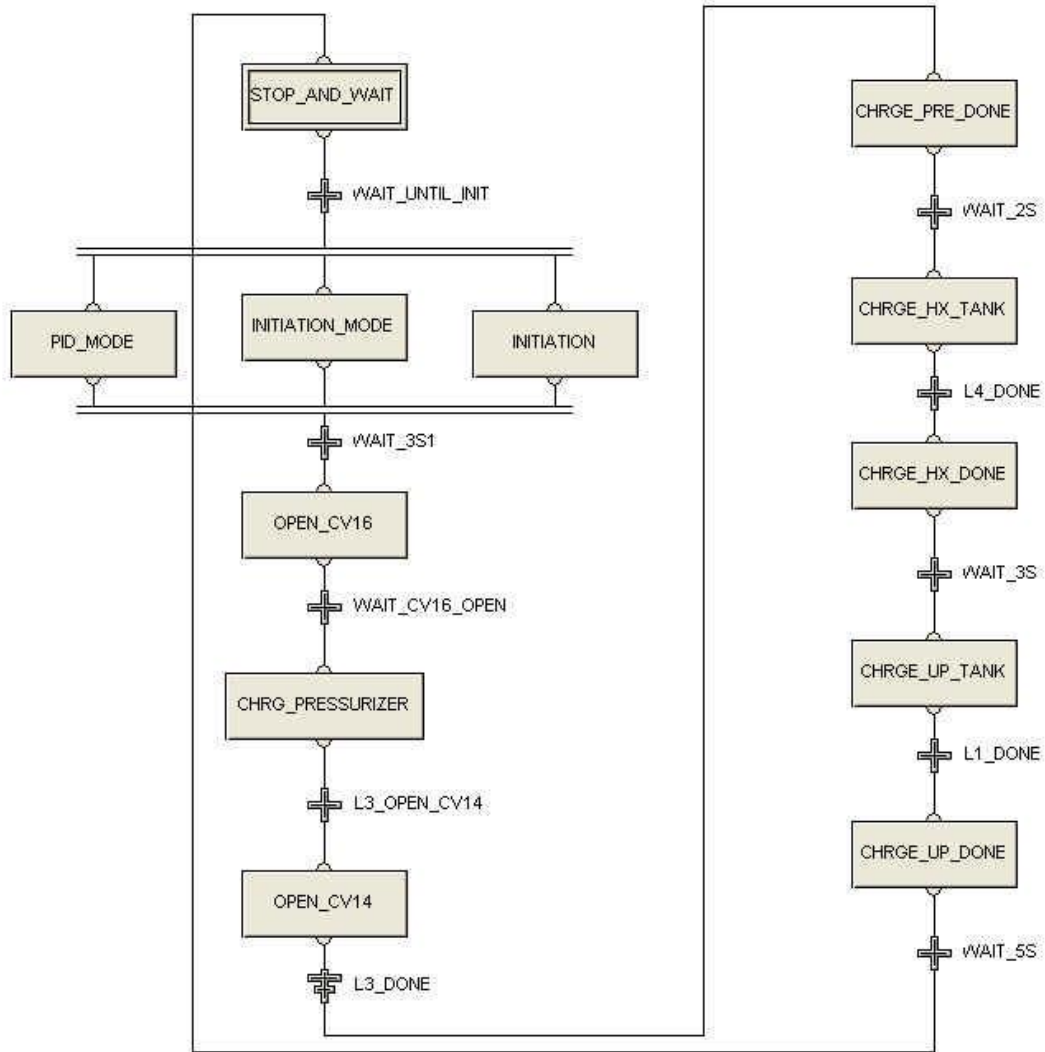 STOP_AND_WAIT
WAIT_UNTIL_INIT
PID_MODE
INITIATION_MODE
INITIATION
WAIT_3S1
OPEN_CV16
WAIT_CV16_OPEN
CHRG_PRESSURIZER
L3_OPEN_CV14
OPEN_CV14
L3_DONE
CHRGE_PRE_DONE
WAIT_2S
CHRGE_HX_TANK
L4_DONE
CHRGE_HX_DONE
WAIT_3S
CHRGE_UP_TANK
L1_DONE
CHRGE_UP_DONE
WAIT_5S